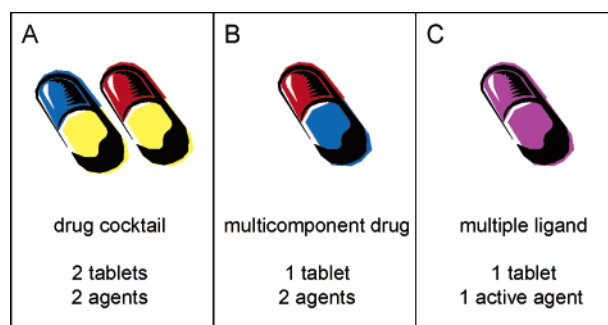 A
drug cocktail
2 tablets
2 agents
B
multicomponent drug
1 tablet
2 agents
C
multiple ligand
1 tablet
1 active agent